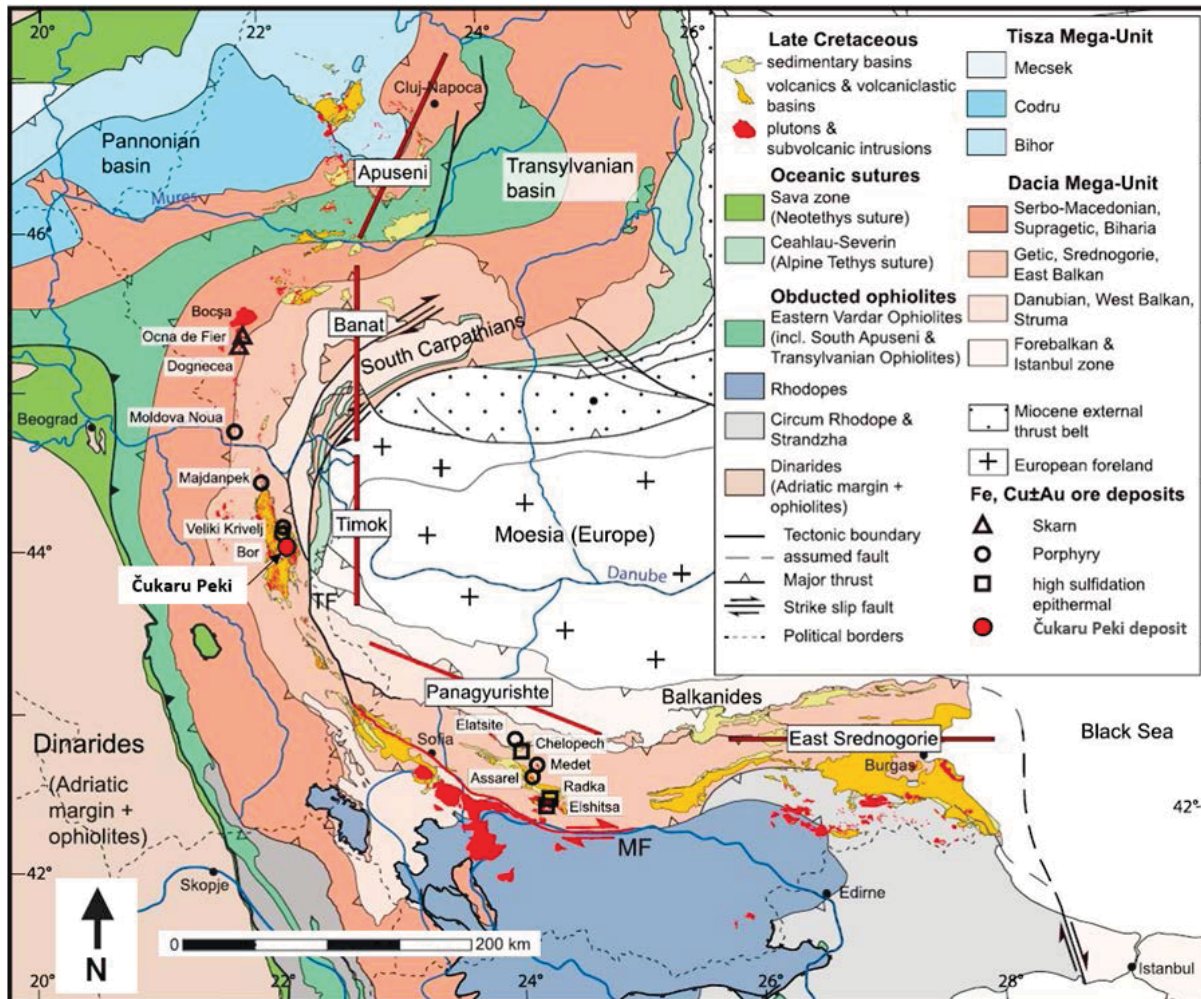 20°
22°
24°
26°
Cluj-Napoca
Pannonian
basin
Apuseni
Transylvanian
basin
Mures
46°
Bocşa
Ocna de Fier
Dognecea
Banat
South Carpathians
Beograd
Moldova Noua
Majdanpek
Veliki Krivelj
Bor
Timok
Moesia (Europe)
44°
Čukaru Peki
Danube
TF
Panagyurishte
Balkanides
Elatsite
Sofia
Chelopech
Medet
Assarel
Radka
Elshitsa
East Srednogorie
Burgas
Black Sea
Dinarides
(Adriatic
margin +
ophiolites)
MF
42°
42°
Skopje
Edirne
N
0
200 km
Istanbul
20°
22°
24°
26°
28°
Late Cretaceous
sedimentary basins
volcanics & volcaniclastic
basins
plutons &
subvolcanic intrusions
Oceanic sutures
Sava zone
(Neotethys suture)
Ceahlau-Severin
(Alpine Tethys suture)
Obducted ophiolites
Eastern Vardar Ophiolites
(incl. South Apuseni &
Transylvanian Ophiolites)
Rhodopes
Circum Rhodope &
Strandzha
Dinarides
(Adriatic margin +
ophiolites)
Tectonic boundary
assumed fault
Major thrust
Strike slip fault
Political borders
Tisza Mega-Unit
Mecsek
Codru
Bihor
Dacia Mega-Unit
Serbo-Macedonian,
Supragetic, Biharia
Getic, Srednogorie,
East Balkan
Danubian, West Balkan,
Struma
Forebalkan &
Istanbul zone
Miocene external
thrust belt
European foreland
Fe, Cu±Au ore deposits
Skarn
Porphyry
high sulfidation
epithermal
Čukaru Peki deposit